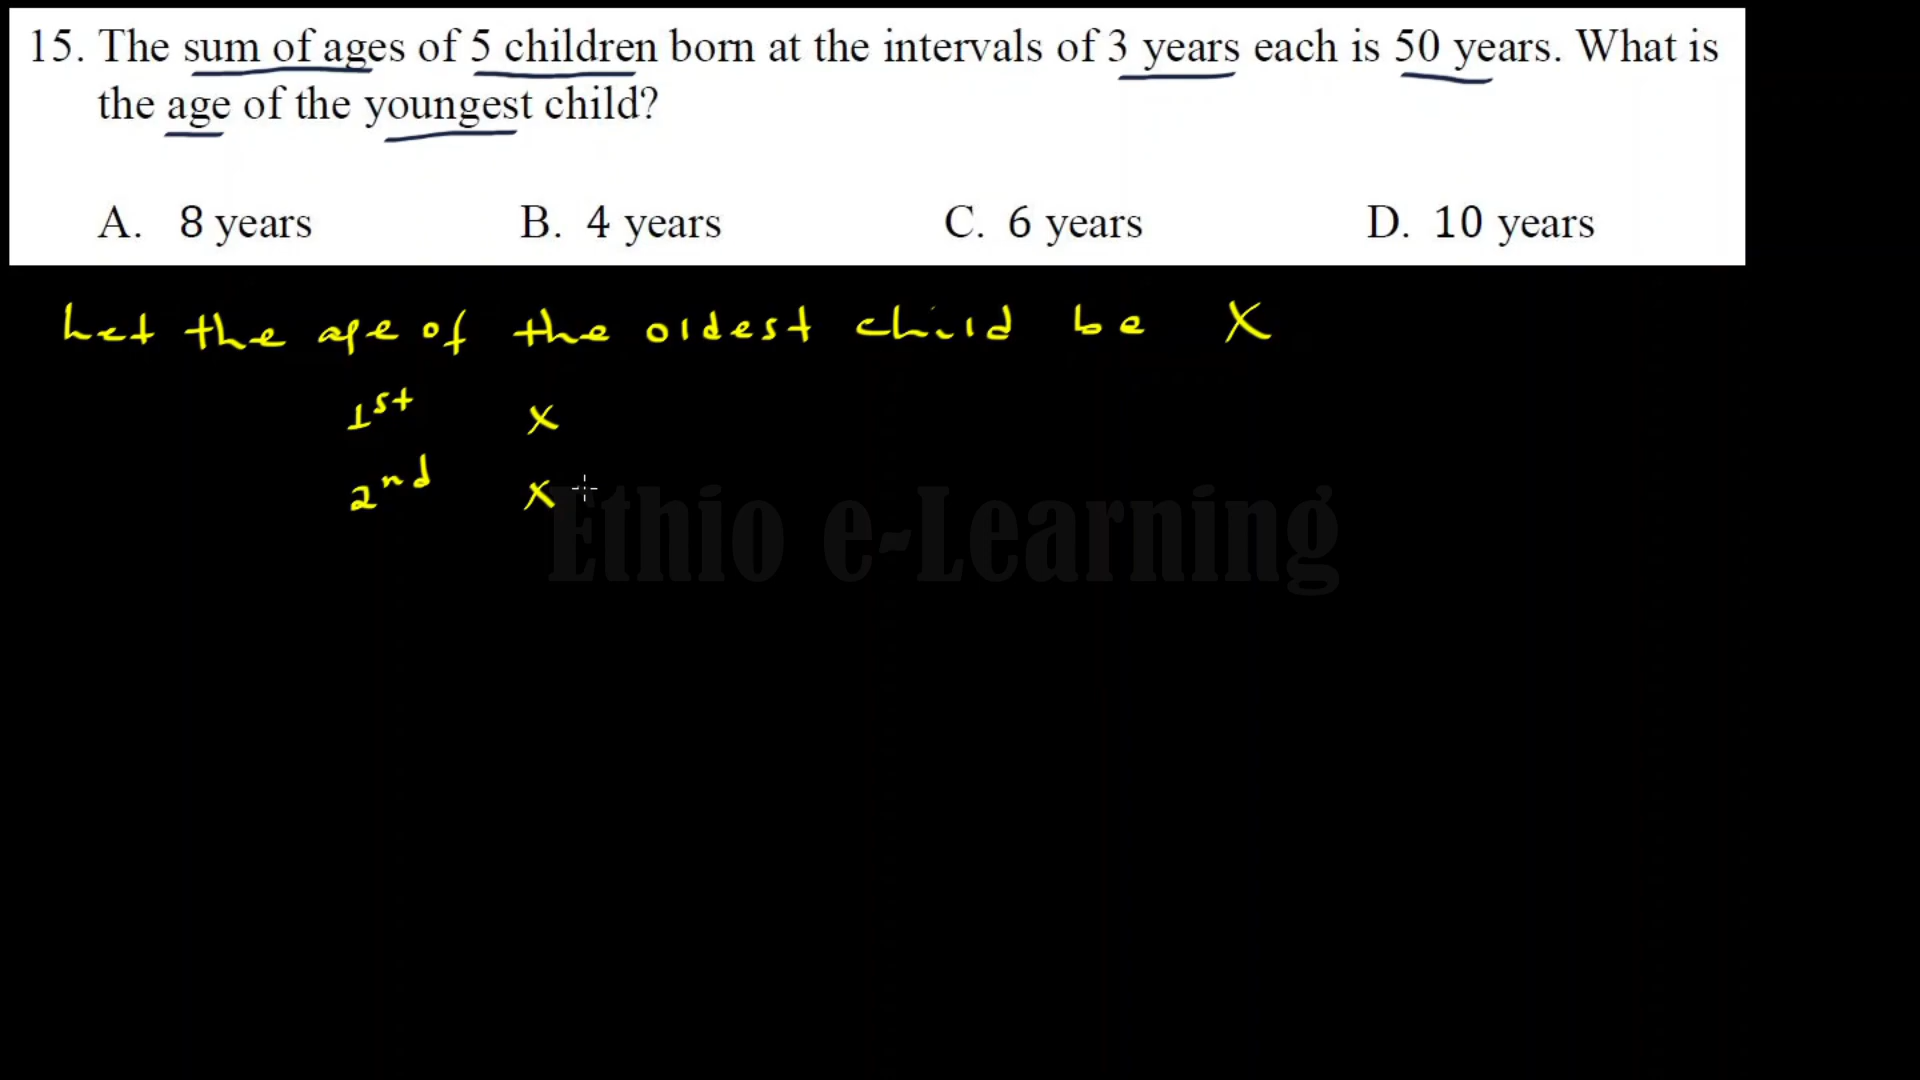 15. The sum of ages of 5 children born at the intervals of 3 years each is 50 years. What is
the age of the youngest child?
A. 8 years B. 4 years C. 6 years D. 10 years
Let the age of the oldest child be X
1st X
2nd X
Ethio e-Learning